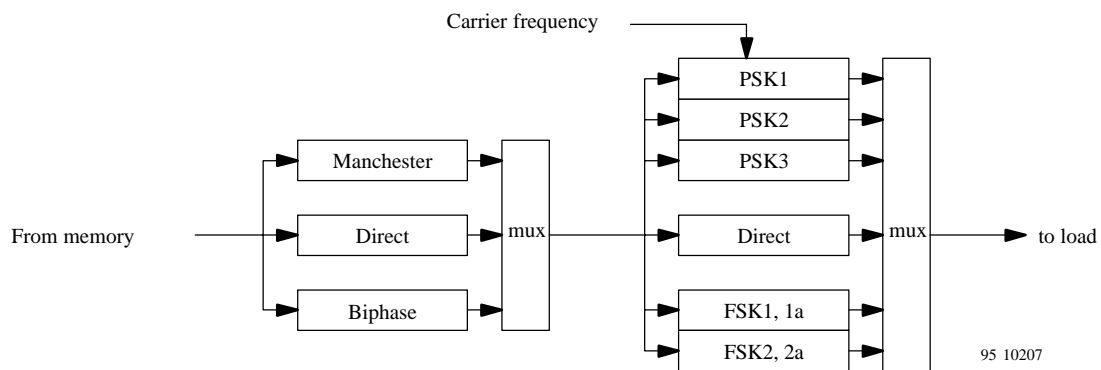 Carrier frequency
PSK1
PSK2
PSK3
Manchester
From memory
Direct
mux
Direct
mux
to load
Biphase
FSK1, 1a
FSK2, 2a
95 10207